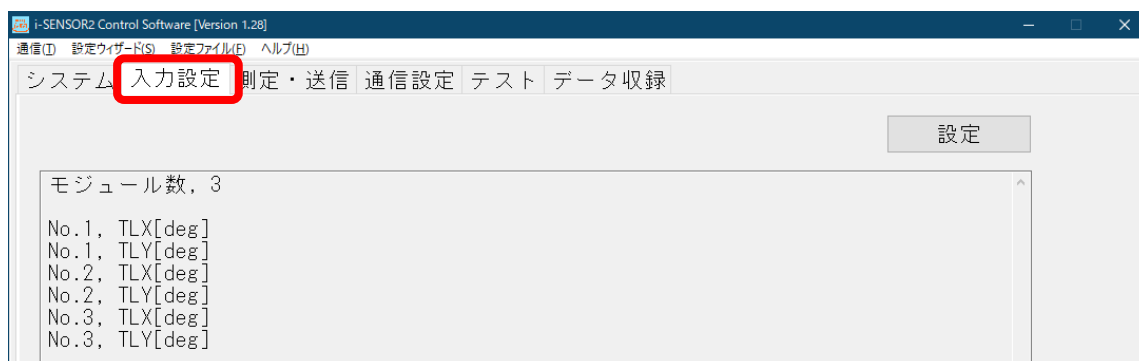 i-SENSOR2 Control Software [Version 1.28]
通信(T) 設定ウィザード(S) 設定ファイル(F) ヘルプ(H)
システム 入力設定 測定・送信 通信設定 テスト データ収録
設定
モジュール数, 3
No.1, TLX[deg]
No.1, TLY[deg]
No.2, TLX[deg]
No.2, TLY[deg]
No.3, TLX[deg]
No.3, TLY[deg]